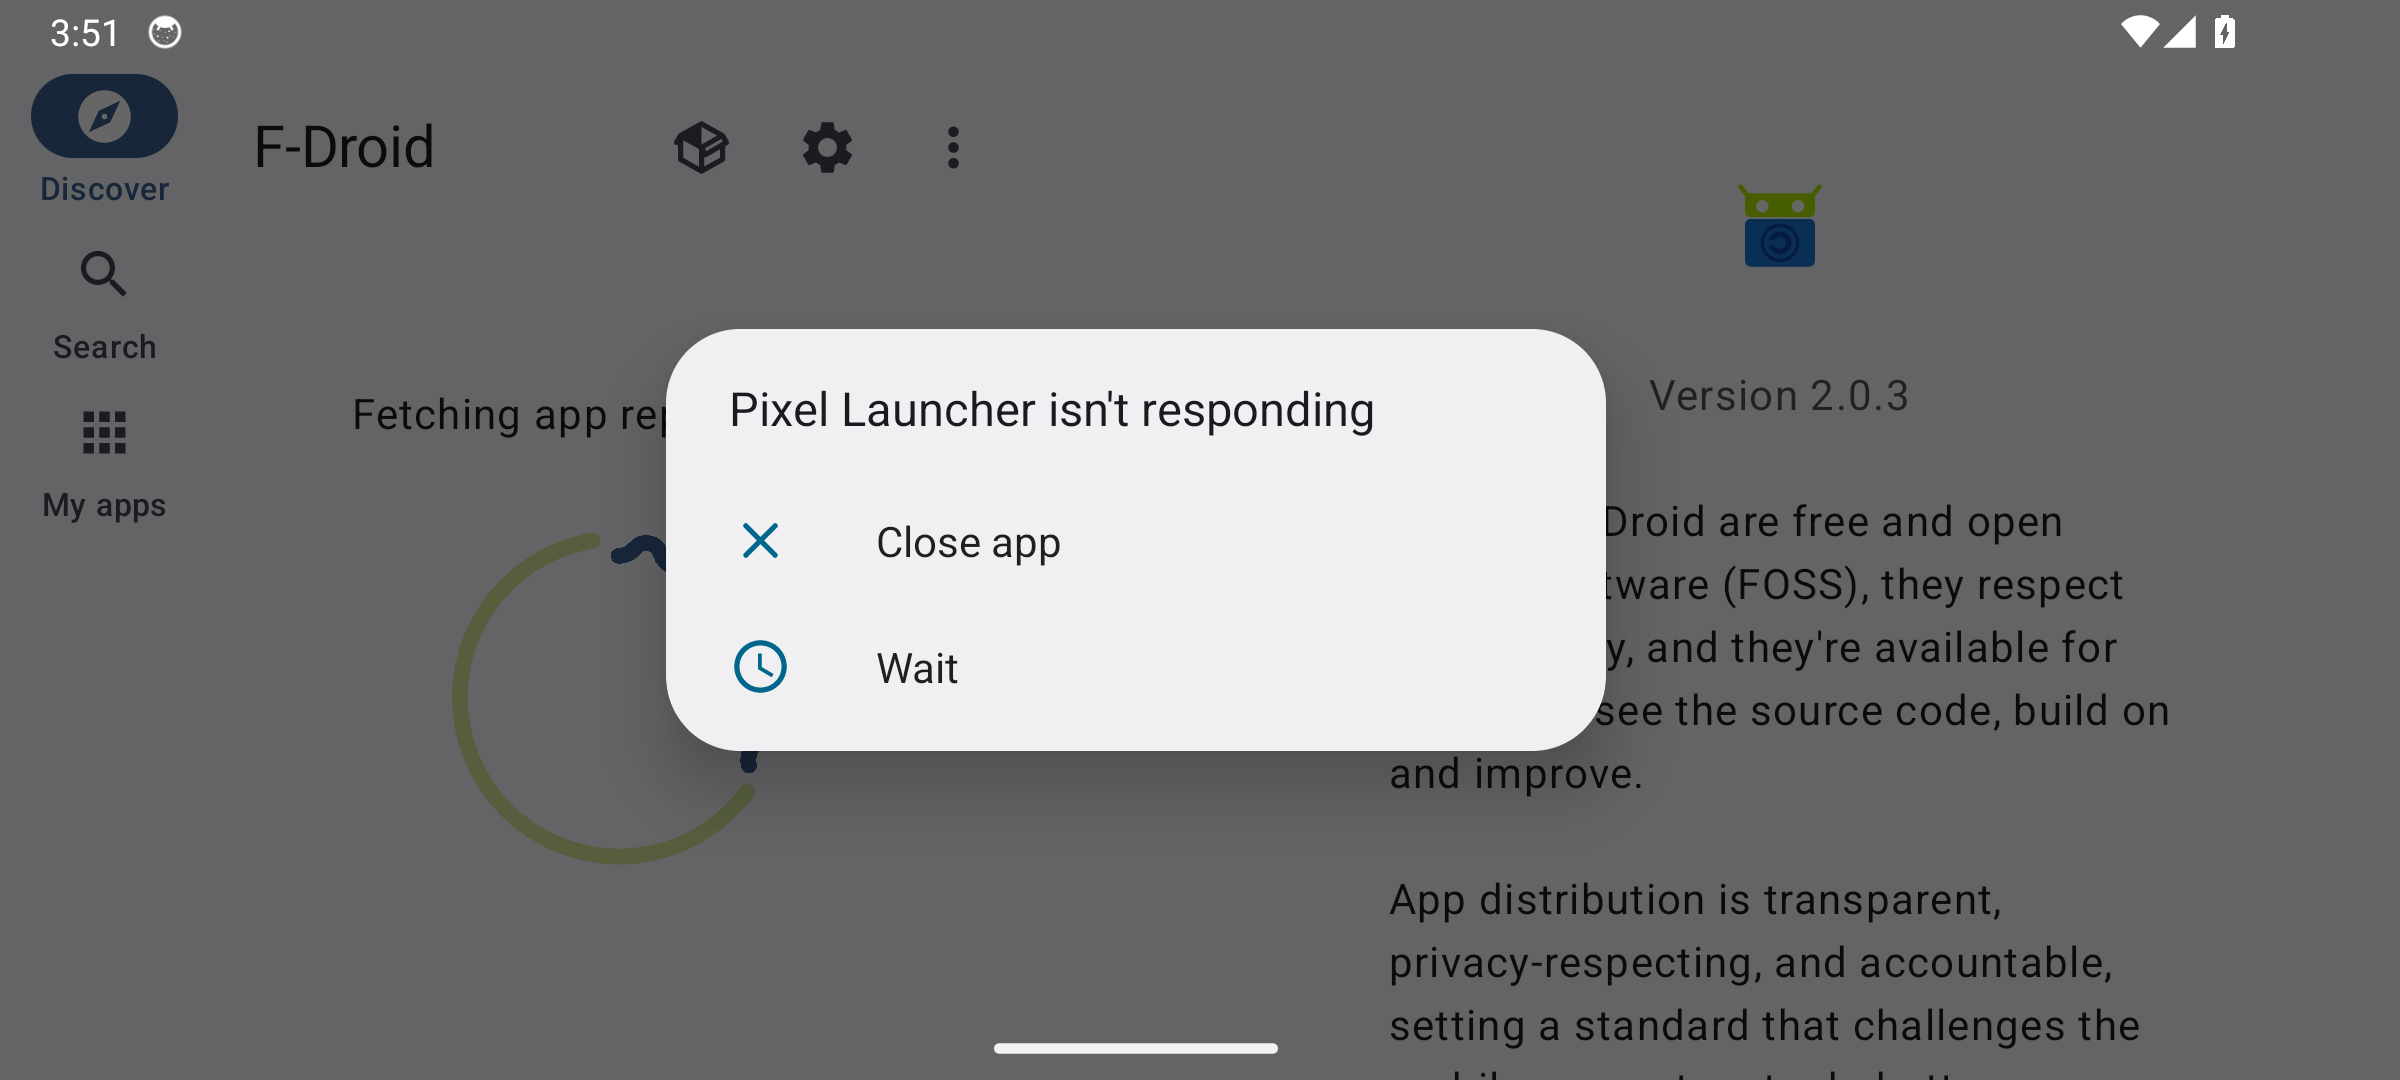 3:51
Discover
Search
My apps
F-Droid
Fetching app
Pixel Launcher isn't responding
Close app
Wait
Version 2.0.3
Droid are free and open
(FOSS), they respect
and they're available for
see the source code, build on
and improve.
App distribution is transparent,
privacy-respecting, and accountable,
setting a standard that challenges the